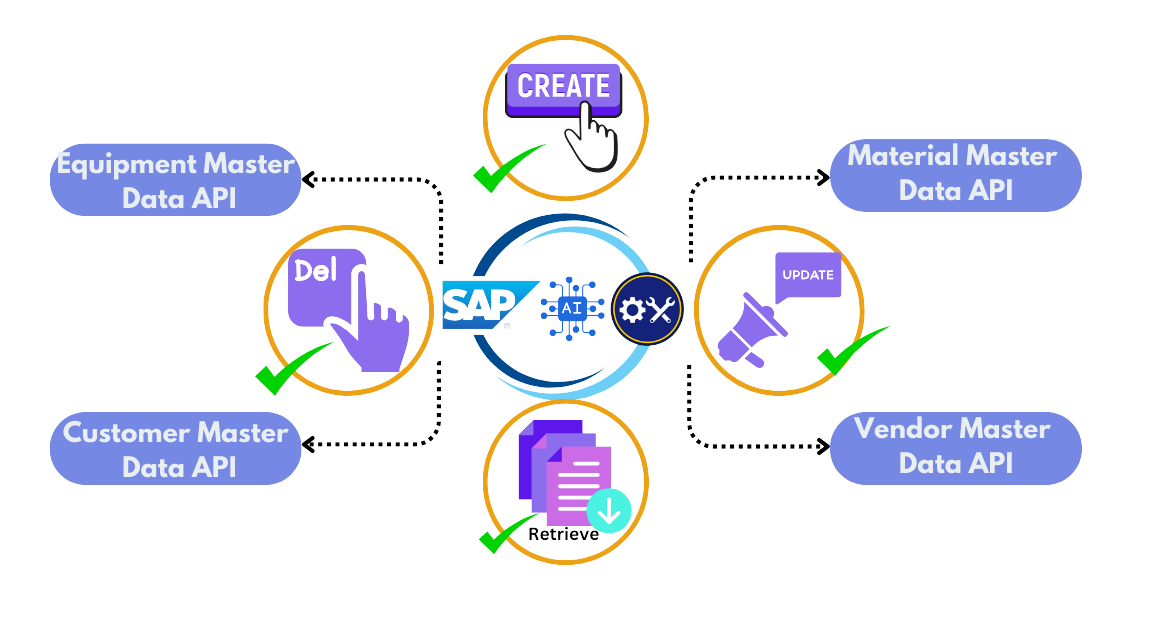 CREATE
Equipment Master
Data API
Material Master
Data API
Del
UPDATE
SAP
®
AI
Customer Master
Data API
Vendor Master
Data API
Retrieve